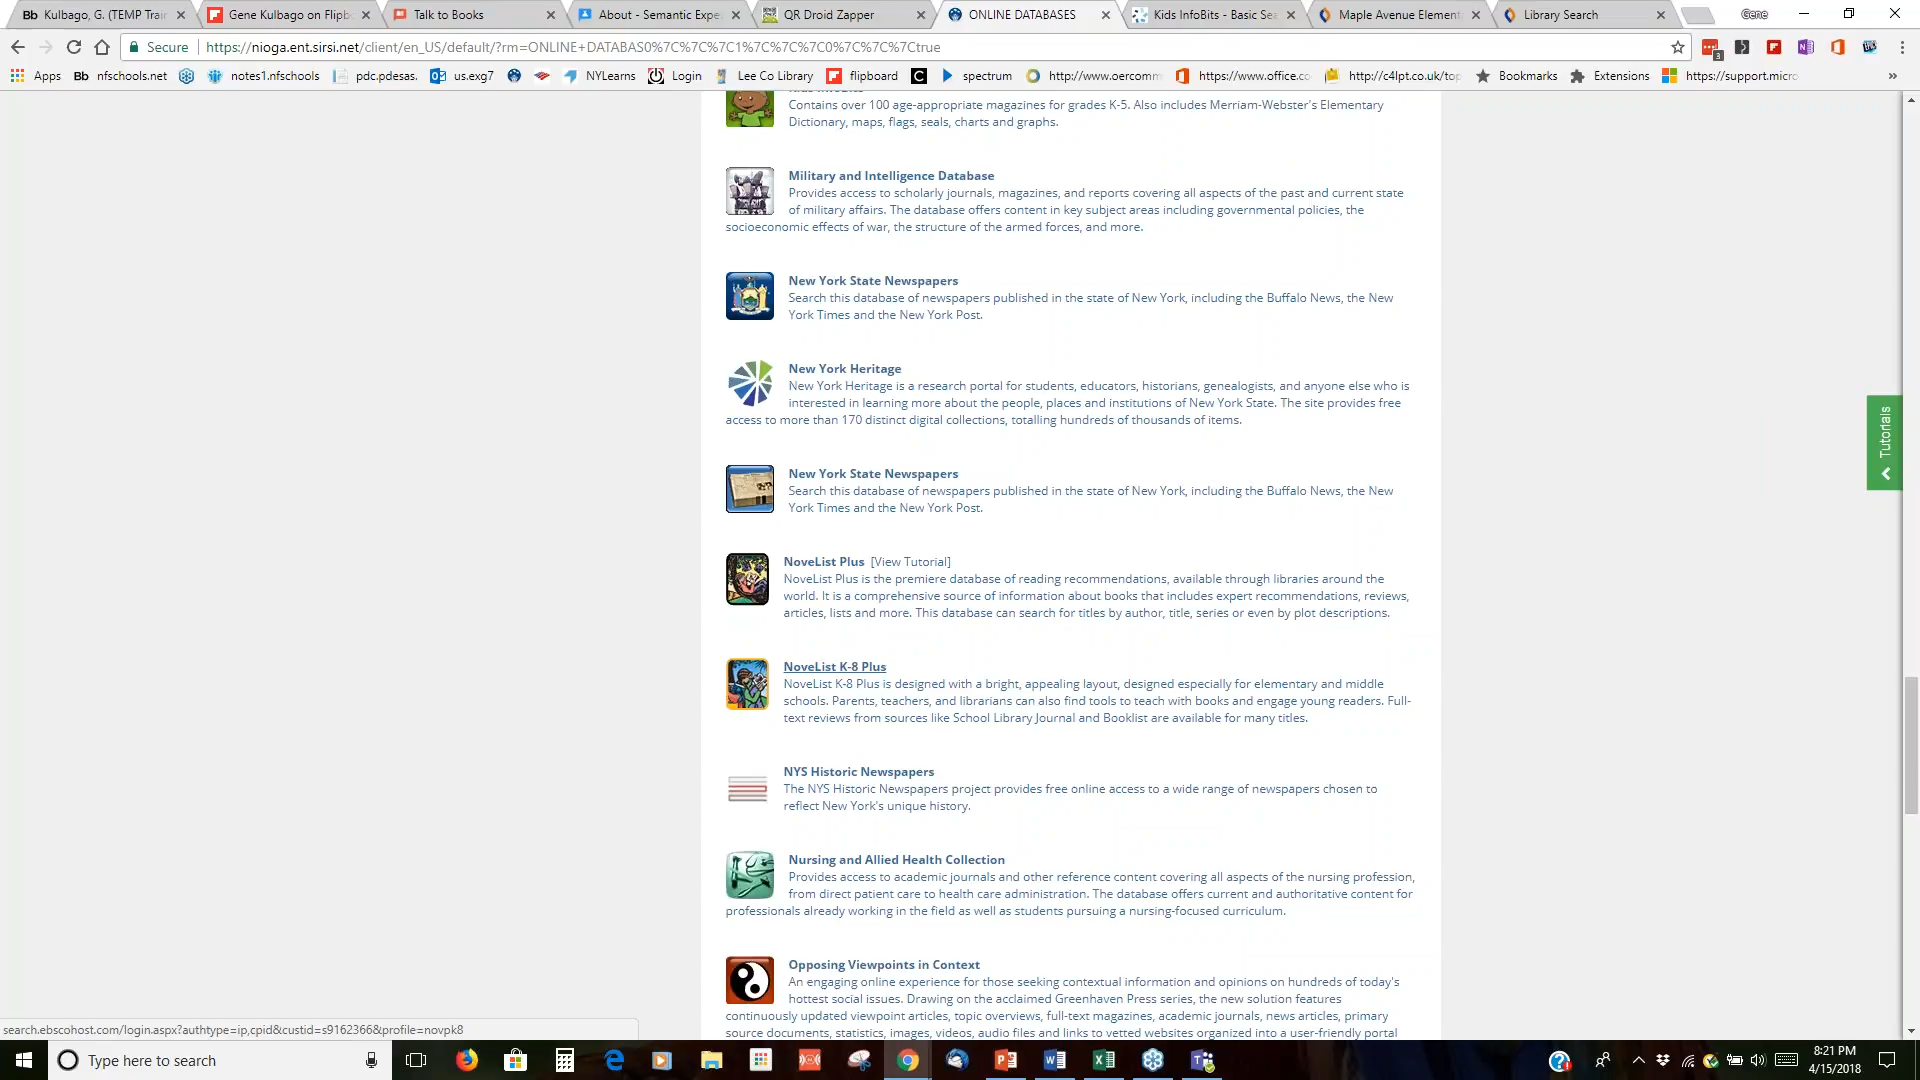 Kulbago, G. (TEMP Train
Gene Kulbago on Flipb
Talk to Books
About - Semantic Expe
QR Droid Zapper
ONLINE DATABASES
Kids InfoBits - Basic Sea
Maple Avenue Element
Library Search
Gene
Secure
https://nioga.ent.sirsi.net/client/en_US/default/?rm=ONLINE+DATABAS0%7C%7C%7C1%7C%7C%7C0%7C%7C%7Ctrue
Apps
Bb nfschools.net
notes1.nfschools
pdc.pdesas.
us.exg7
NYLearns
Login
Lee Co Library
flipboard
spectrum
http://www.oercomm
https://www.office.co
http://c4lpt.co.uk/top
Bookmarks
Extensions
https://support.micro
Contains over 100 age-appropriate magazines for grades K-5. Also includes Merriam-Webster's Elementary
Dictionary, maps, flags, seals, charts and graphs.
Military and Intelligence Database
Provides access to scholarly journals, magazines, and reports covering all aspects of the past and current state
of military affairs. The database offers content in key subject areas including governmental policies, the
socioeconomic effects of war, the structure of the armed forces, and more.
New York State Newspapers
Search this database of newspapers published in the state of New York, including the Buffalo News, the New
York Times and the New York Post.
New York Heritage
New York Heritage is a research portal for students, educators, historians, genealogists, and anyone else who is
interested in learning more about the people, places and institutions of New York State. The site provides free
access to more than 170 distinct digital collections, totalling hundreds of thousands of items.
New York State Newspapers
Search this database of newspapers published in the state of New York, including the Buffalo News, the New
York Times and the New York Post.
NoveList Plus [View Tutorial]
NoveList Plus is the premiere database of reading recommendations, available through libraries around the
world. It is a comprehensive source of information about books that includes expert recommendations, reviews,
articles, lists and more. This database can search for titles by author, title, series or even by plot descriptions.
NoveList K-8 Plus
NoveList K-8 Plus is designed with a bright, appealing layout, designed especially for elementary and middle
schools. Parents, teachers, and librarians can also find tools to teach with books and engage young readers. Full-
text reviews from sources like School Library Journal and Booklist are available for many titles.
NYS Historic Newspapers
The NYS Historic Newspapers project provides free online access to a wide range of newspapers chosen to
reflect New York's unique history.
Nursing and Allied Health Collection
Provides access to academic journals and other reference content covering all aspects of the nursing profession,
from direct patient care to health care administration. The database offers current and authoritative content for
professionals already working in the field as well as students pursuing a nursing-focused curriculum.
Opposing Viewpoints in Context
An engaging online experience for those seeking contextual information and opinions on hundreds of today's
hottest social issues. Drawing on the acclaimed Greenhaven Press series, the new solution features
continuously updated viewpoint articles, topic overviews, full-text magazines, academic journals, news articles, primary
source documents, statistics, images, videos, audio files and links to vetted websites organized into a user-friendly portal
Tutorials
search.ebscohost.com/login.aspx?authtype=ip,cpid&custid=s9162366&profile=novpk8
Type here to search
8:21 PM
4/15/2018